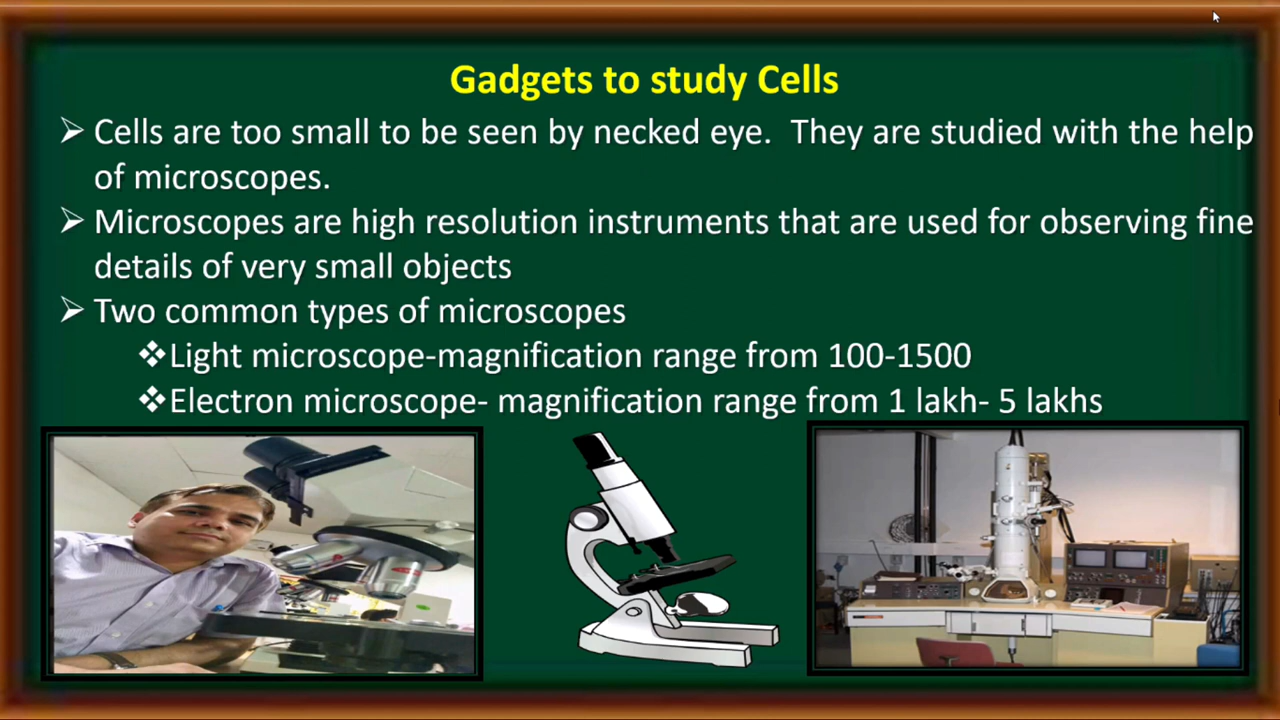 Gadgets to study Cells
Cells are too small to be seen by necked eye. They are studied with the help
of microscopes.
Microscopes are high resolution instruments that are used for observing fine
details of very small objects
Two common types of microscopes
Light microscope-magnification range from 100-1500
Electron microscope- magnification range from 1 lakh- 5 lakhs